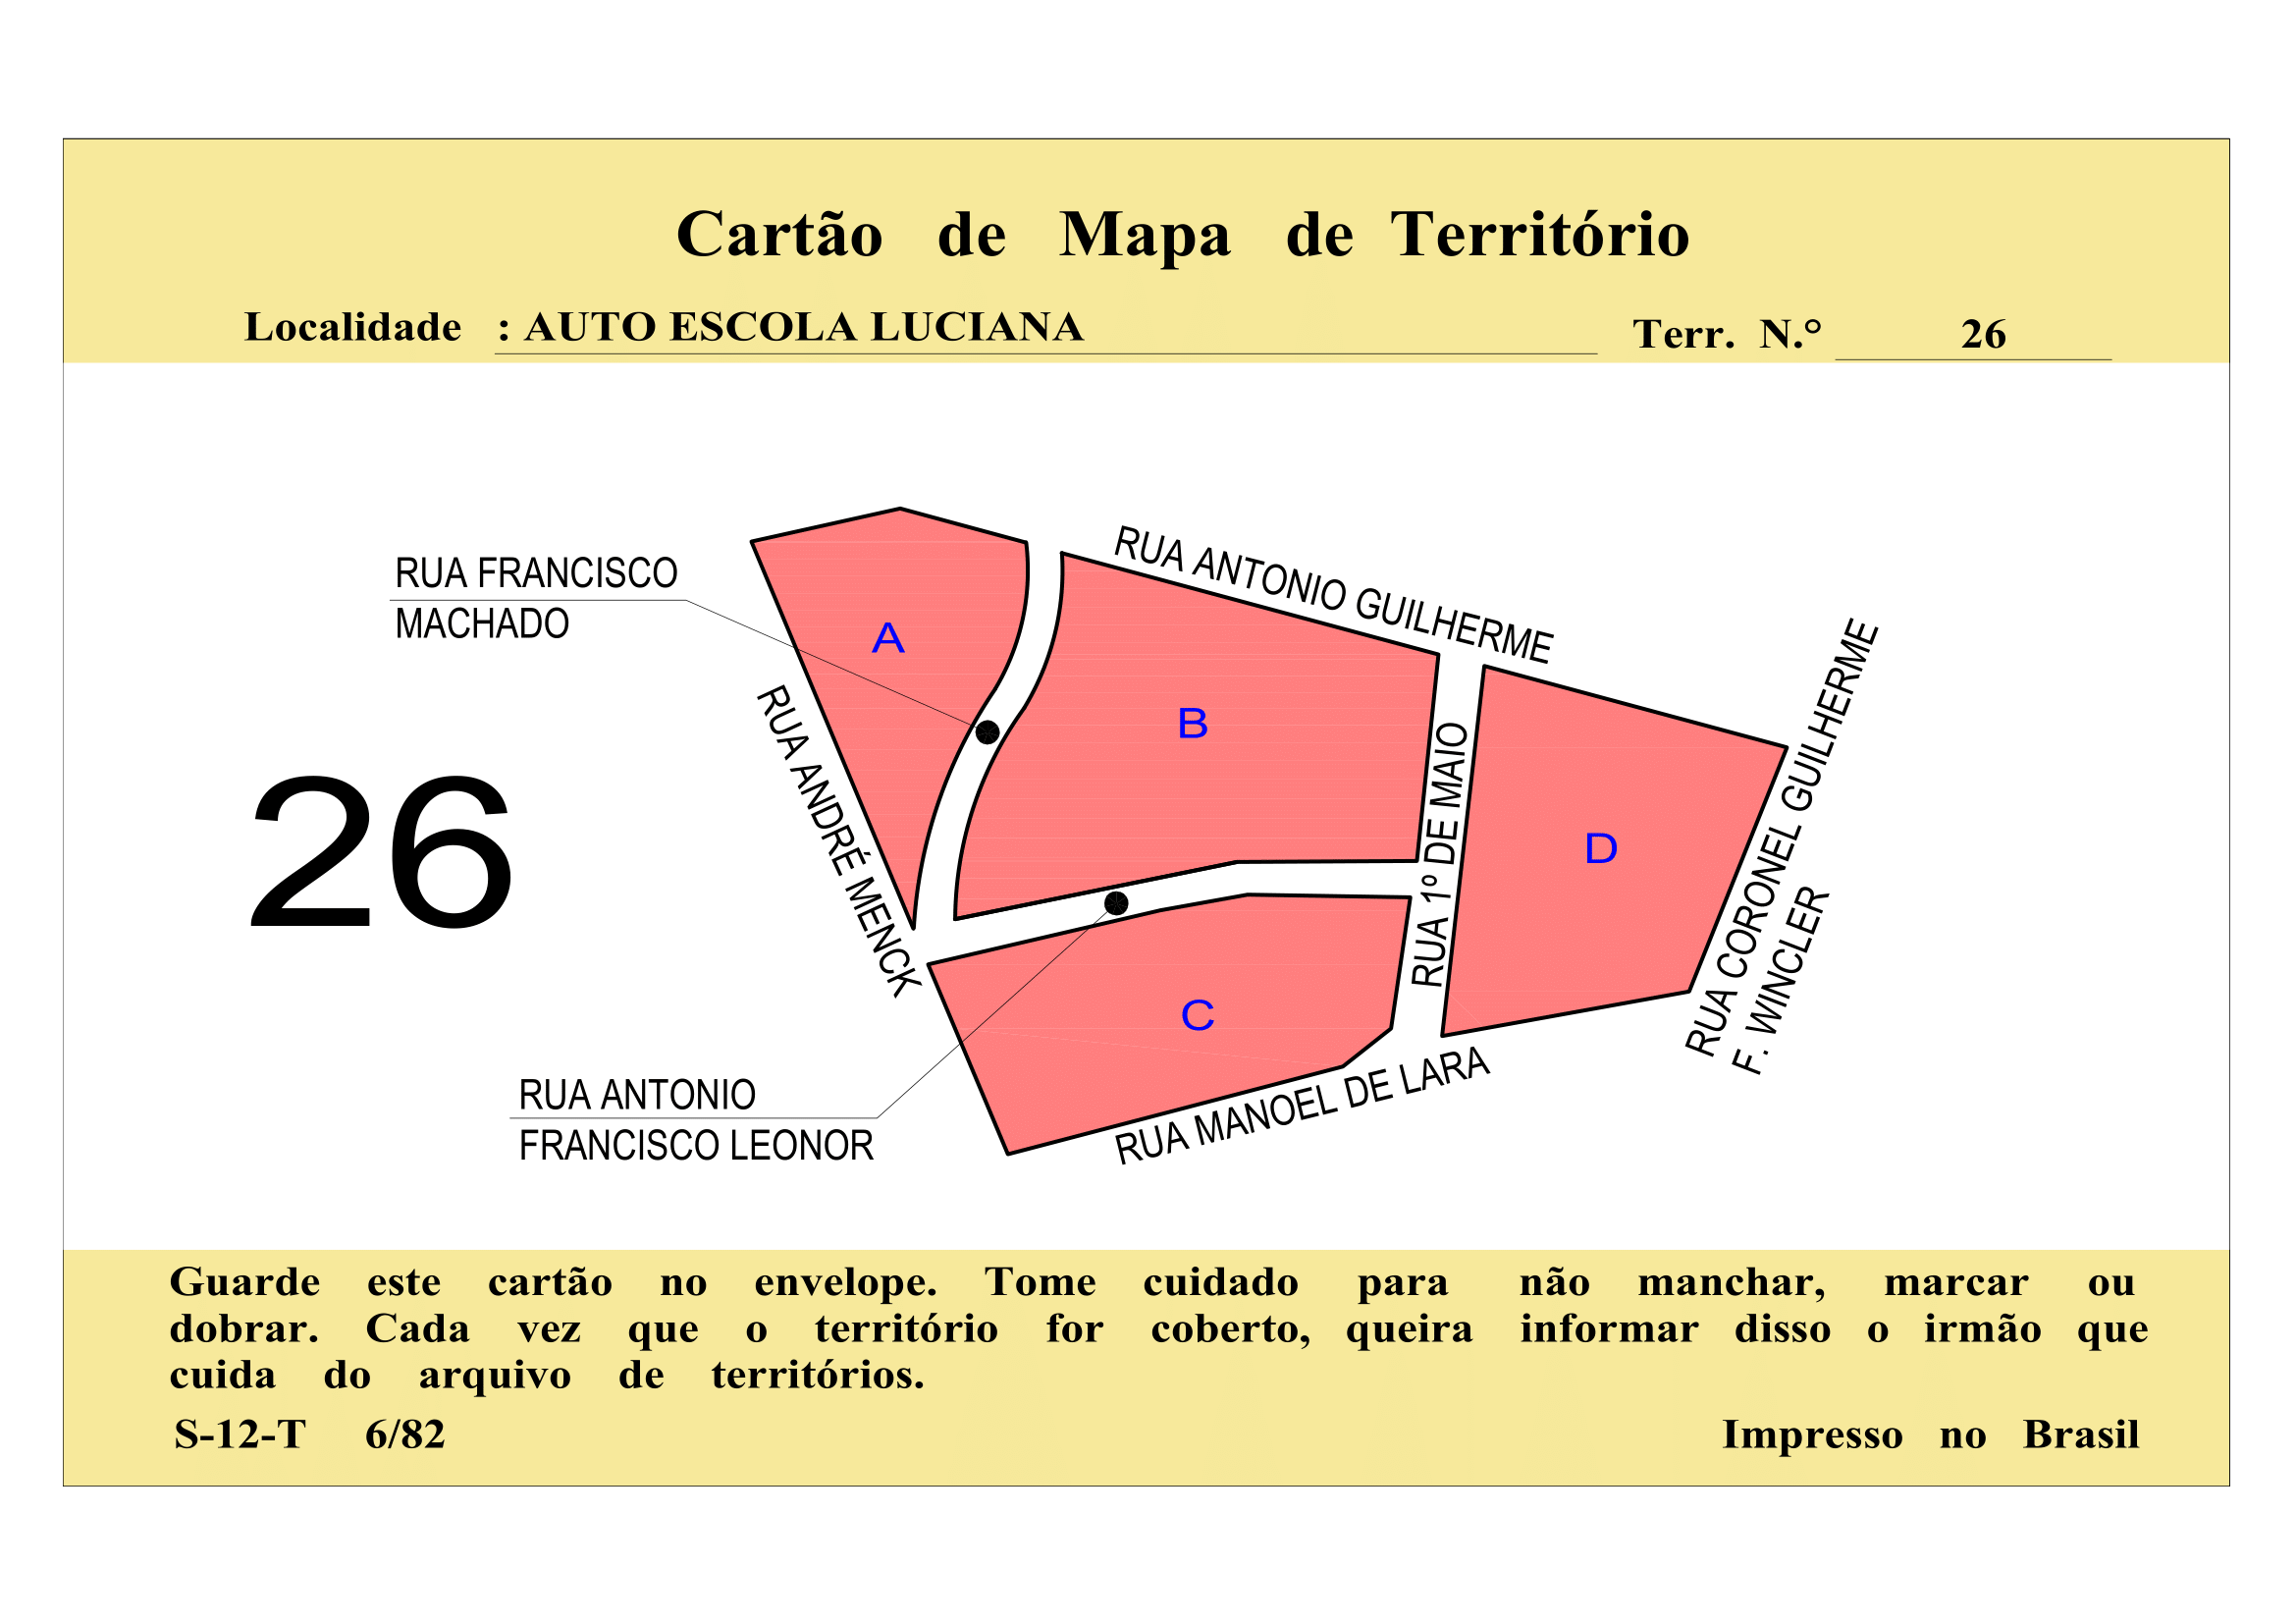 Cartão de Mapa de Território
Localidade : AUTO ESCOLA LUCIANA
Terr. N.° 26
RUA FRANCISCO
MACHADO
RUA ANTONIO GUILHERME
A
B
RUA ANDRÉ MENCK
RUA 1º DE MAIO
D
RUA CORONEL GUILHERME
F. WINCLER
26
C
RUA ANTONIO
FRANCISCO LEONOR
RUA MANOEL DE LARA
Guarde este cartão no envelope. Tome cuidado para não manchar, marcar ou
dobrar. Cada vez que o território for coberto, queira informar disso o irmão que
cuida do arquivo de territórios.
S-12-T 6/82
Impresso no Brasil